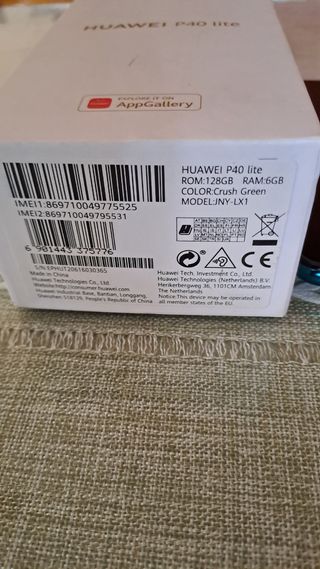 HUAWEI P40 lite
EXPLORE IT ON
AppGallery
HUAWEI P40 lite
ROM:128GB RAM:6GB
COLOR:Crush Green
MODEL:JNY-LX1
IMEI1:869710049775525
IMEI2:869710049795531
6 981443 375776
S/N:EPHUT20616030365
Huawei Technologies Co., Ltd.
Website:http://consumer.huawei.com
Huawei Industrial Base, Bantian, Longgang,
Shenzhen 518129, People's Republic of China
Made in China
Huawei Tech. Investment Co., Ltd.
Huawei Technologies (Netherlands) B.V.
Herikerbergweg 36, 1101CM Amsterdam
The Netherlands
Notice:This device may be operated in
all member states of the EU.
CE